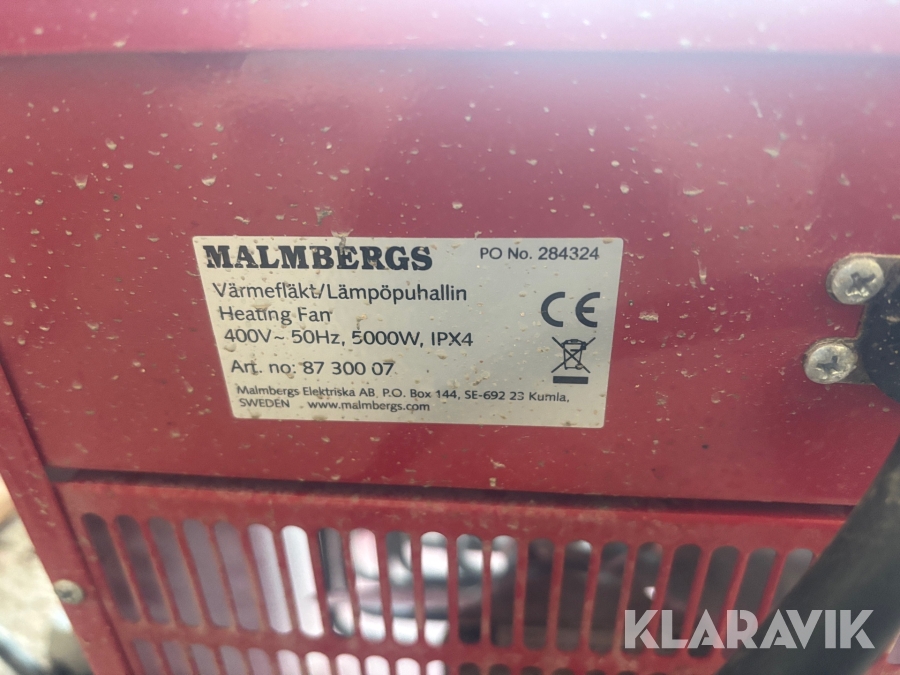 KLARAVIK
MALMBERGS PO No. 284324
Värmefläkt/Lämpöpuhallin
Heating Fan
400V~ 50Hz, 5000W, IPX4
Art. no: 87 300 07
Malmbergs Elektriska AB, P.O. Box 144, SE-692 23 Kumla,
SWEDEN www.malmbergs.com
CE
KLARAVIK